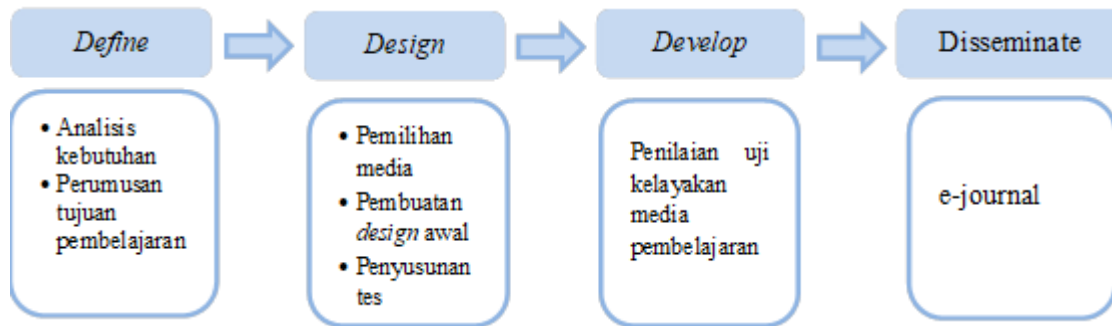 Define
Design
Develop
Disseminate
• Analisis
kebutuhan
• Perumusan
tujuan
pembelajaran
• Pemilihan
media
• Pembuatan
design awal
• Penyusunan
tes
Penilaian uji
kelayakan
media
pembelajaran
e-journal